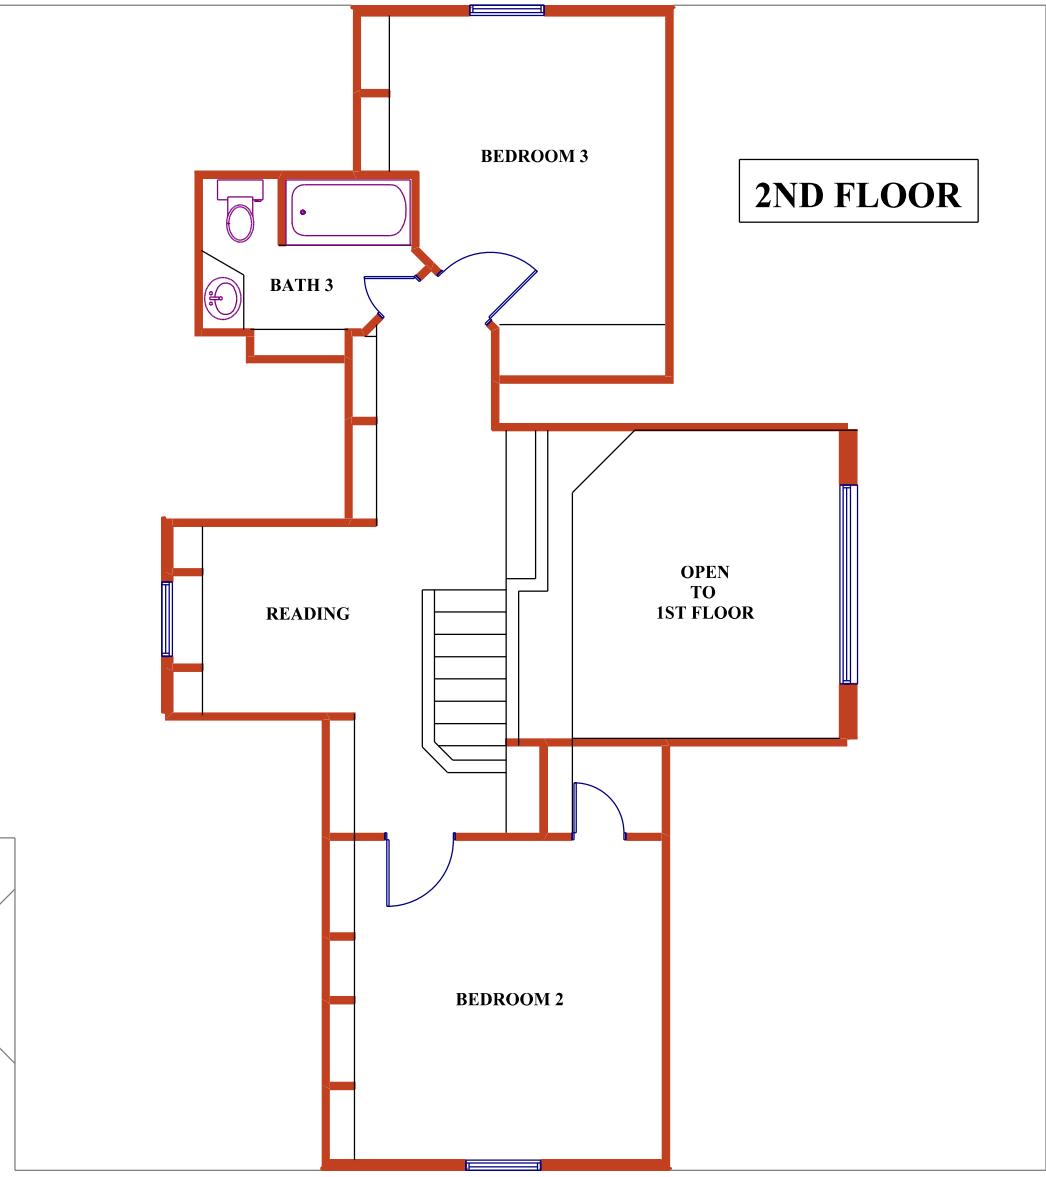 BEDROOM 3
2ND FLOOR
BATH 3
OPEN
TO
1ST FLOOR
READING
BEDROOM 2